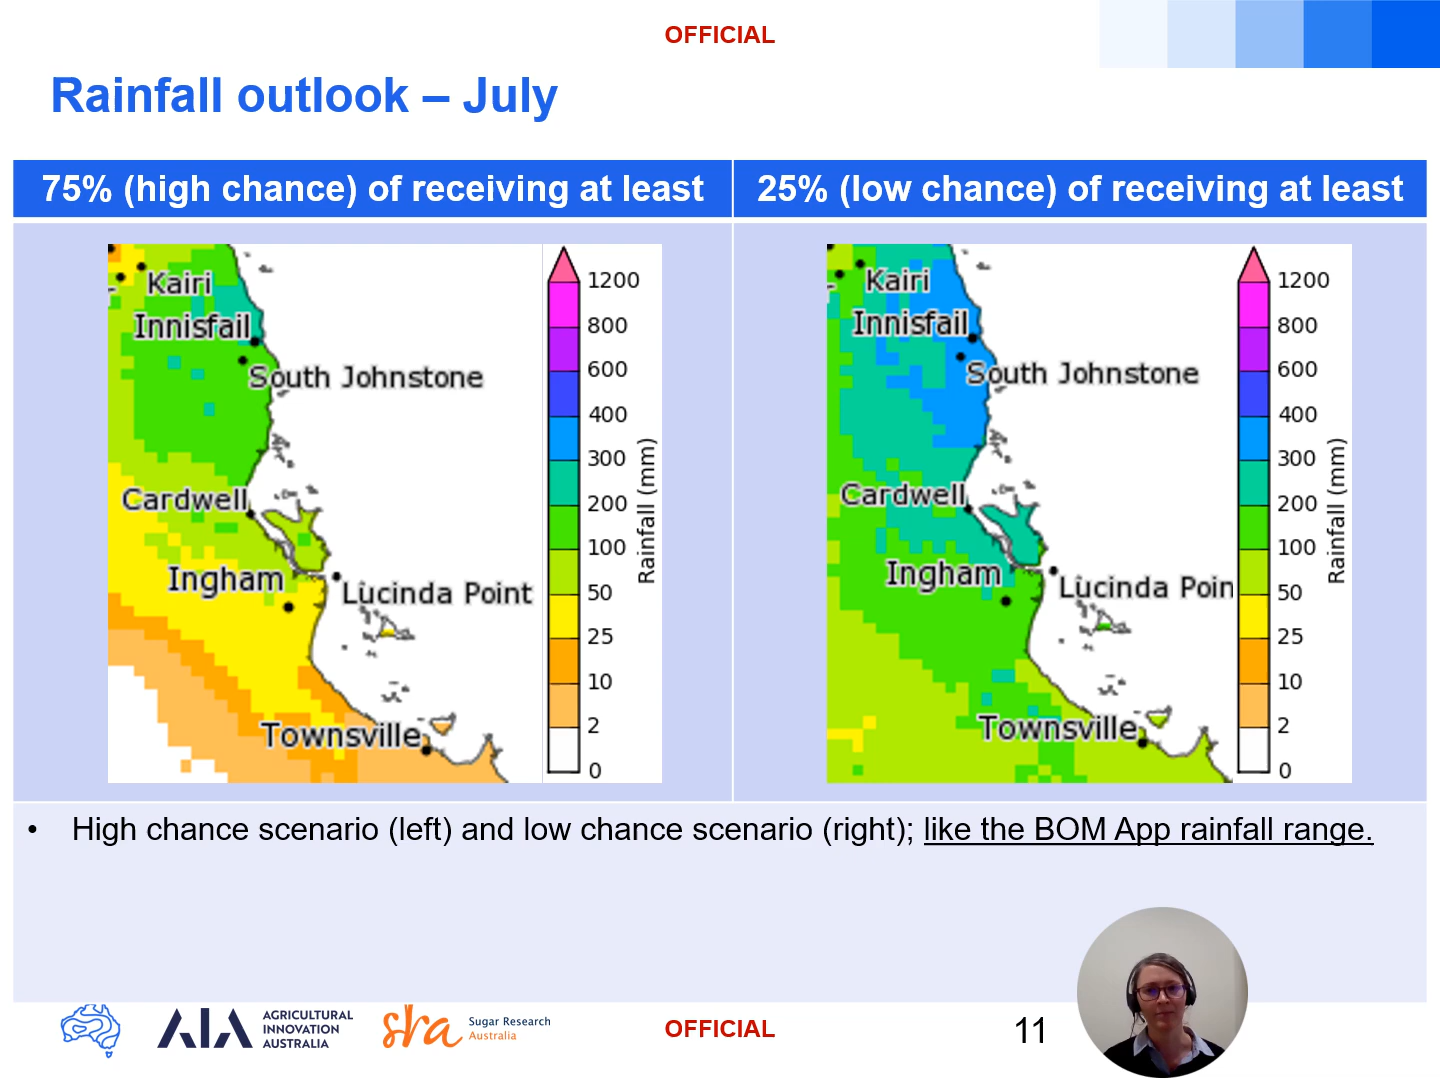 OFFICIAL
Rainfall outlook – July
75% (high chance) of receiving at least
25% (low chance) of receiving at least
Kairi
Innisfail
South Johnstone
Cardwell
Ingham
Lucinda Point
Townsville
1200
800
600
400
300
200
100
50
25
10
2
0
Rainfall (mm)
Kairi
Innisfail
South Johnstone
Cardwell
Ingham
Lucinda Poin
Townsville
1200
800
600
400
300
200
100
50
25
10
2
0
Rainfall (mm)
• High chance scenario (left) and low chance scenario (right); like the BOM App rainfall range.
AIA
AGRICULTURAL
INNOVATION
AUSTRALIA
sra
Sugar Research
Australia
OFFICIAL
11